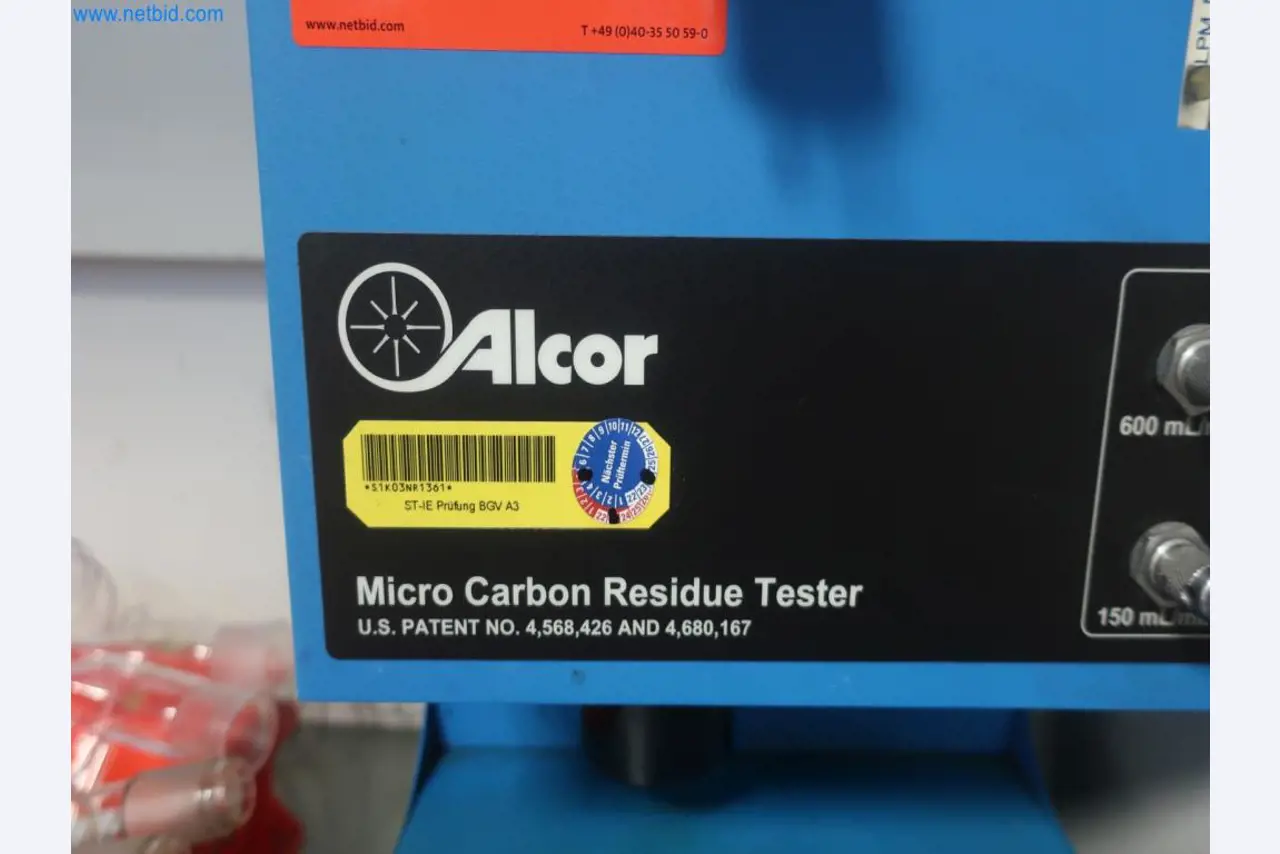 www.netbid.com
www.netbid.com
T +49 (0)40-35 50 59-0
LPM
Alcor
*S1K03NR1361*
ST-IE Prüfung BGV A3
Nächster
Prüftermin
600 mL/
Micro Carbon Residue Tester
U.S. PATENT NO. 4,568,426 AND 4,680,167
150 mL/